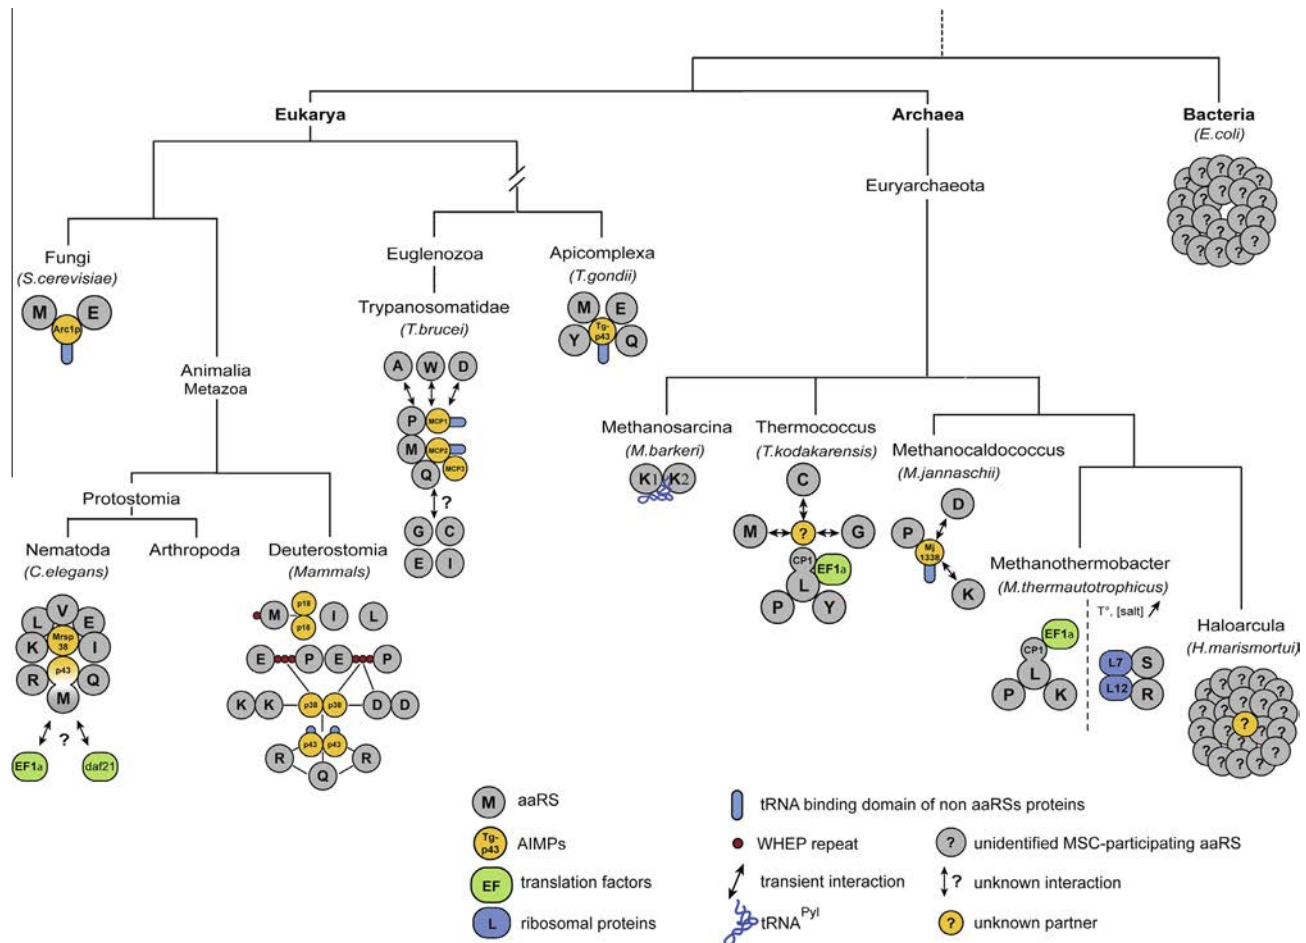 Eukarya
Archaea
Bacteria
(E.coli)
? ? ? ? ? ? ? ? ? ? ? ? ? ? ? ? ? ?
Euryarchaeota
Fungi
(S.cerevisiae)
M E
Arc1p
Euglenozoa
Trypanosomatidae
(T.brucei)
A W D
P MCP1
M MCP2
Q MCP3
?
G C
E I
Apicomplexa
(T.gondii)
M E
Tg-
p43
Y Q
Animalia
Metazoa
Protostomia
Nematoda
(C.elegans)
V
L E
Mrsp
38
K I
p43
R Q
M
?
EF1a daf21
Arthropoda
Deuterostomia
(Mammals)
p18
M I L
p18
E P E P
K K p38 p38 D D
p43 p43
R R
Q
Methanosarcina
(M.barkeri)
K1 K2
Thermococcus
(T.kodakarensis)
C
M ? G
CP1 EF1a
L
P Y
Methanocaldococcus
(M.jannaschii)
D
P
Mj
1338
K
Methanothermobacter
(M.thermautotrophicus)
T°, [salt]
EF1a
CP1
L
P K
L7 S
L12 R
Haloarcula
(H.marismortui)
? ? ? ? ? ? ? ? ? ? ? ? ? ? ? ? ? ?
M aaRS
Tg-
p43
AIMPs
EF translation factors
L ribosomal proteins
tRNA binding domain of non aaRSs proteins
WHEP repeat
transient interaction
tRNA Pyl
? unidentified MSC-participating aaRS
? unknown interaction
? unknown partner